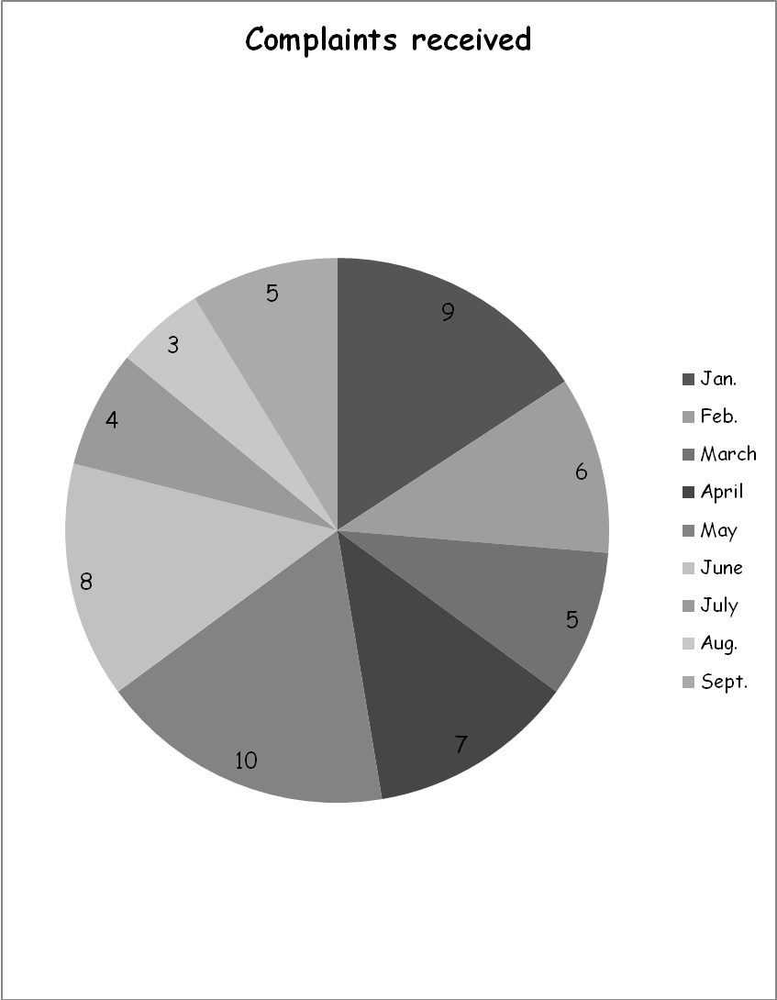 Complaints received
5
9
3
4
6
8
5
7
10
Jan.
Feb.
March
April
May
June
July
Aug.
Sept.